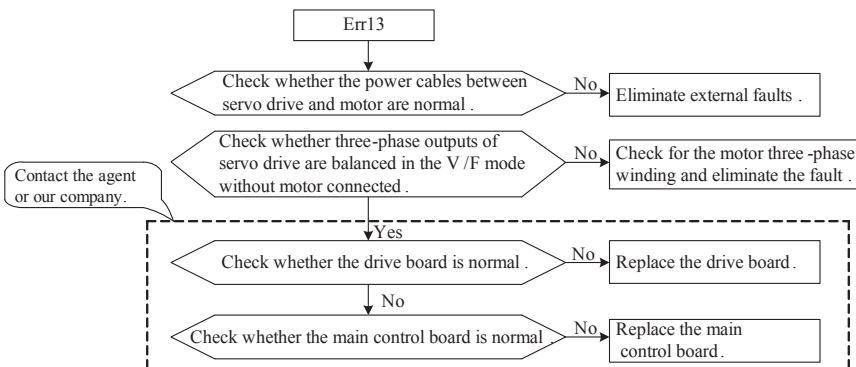 Err13
Check whether the power cables between
servo drive and motor are normal .
No
Eliminate external faults .
Check whether three-phase outputs of
servo drive are balanced in the V /F mode
without motor connected .
No
Check for the motor three -phase
winding and eliminate the fault .
Contact the agent
or our company.
Yes
Check whether the drive board is normal .
No
Replace the drive board .
No
Check whether the main control board is normal .
No
Replace the main
control board .